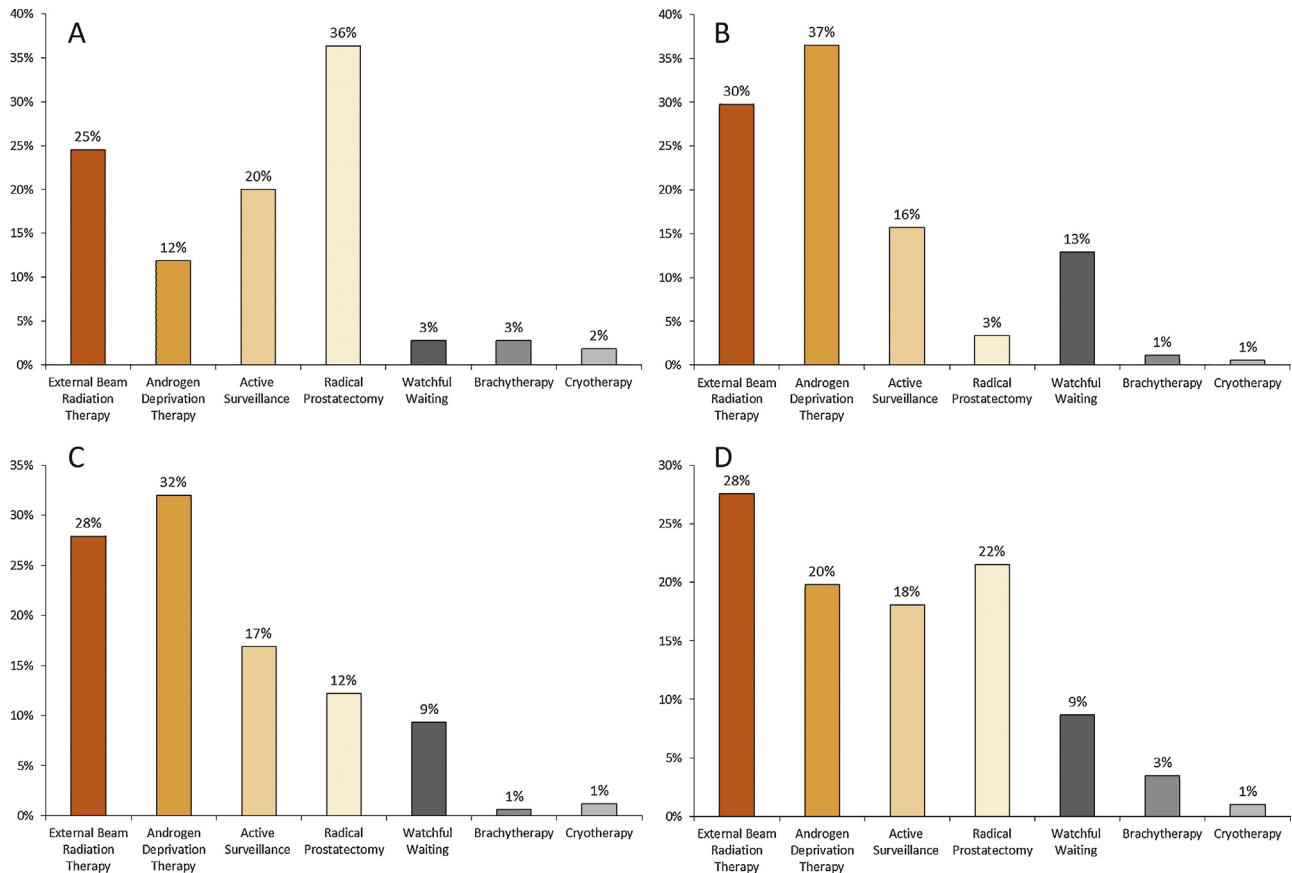 A
40%
35%
30%
25%
20%
15%
10%
5%
0%
25%
12%
20%
36%
3%
3%
2%
External Beam
Radiation Therapy
Therapy
Androgen
Deprivation Therapy
Active
Surveillance
Radical
Prostatectomy
Watchful
Waiting
Brachytherapy
Cryotherapy
B
40%
35%
30%
25%
20%
15%
10%
5%
0%
30%
37%
16%
3%
13%
1%
1%
External Beam
Radiation
Therapy
Androgen
Deprivation
Therapy
Active
Surveillance
Radical
Prostatectomy
Watchful
Waiting
Brachytherapy
Cryotherapy
C
35%
30%
25%
20%
15%
10%
5%
0%
28%
32%
17%
12%
9%
1%
1%
External Beam
Radiation
Therapy
Androgen
Deprivation
Therapy
Active
Surveillance
Radical
Prostatectomy
Watchful
Waiting
Brachytherapy
Cryotherapy
D
30%
25%
20%
15%
10%
5%
0%
28%
20%
18%
22%
9%
3%
1%
External Beam
Radiation
Therapy
Androgen
Deprivation
Therapy
Active
Surveillance
Radical
Prostatectomy
Watchful
Waiting
Brachytherapy
Cryotherapy